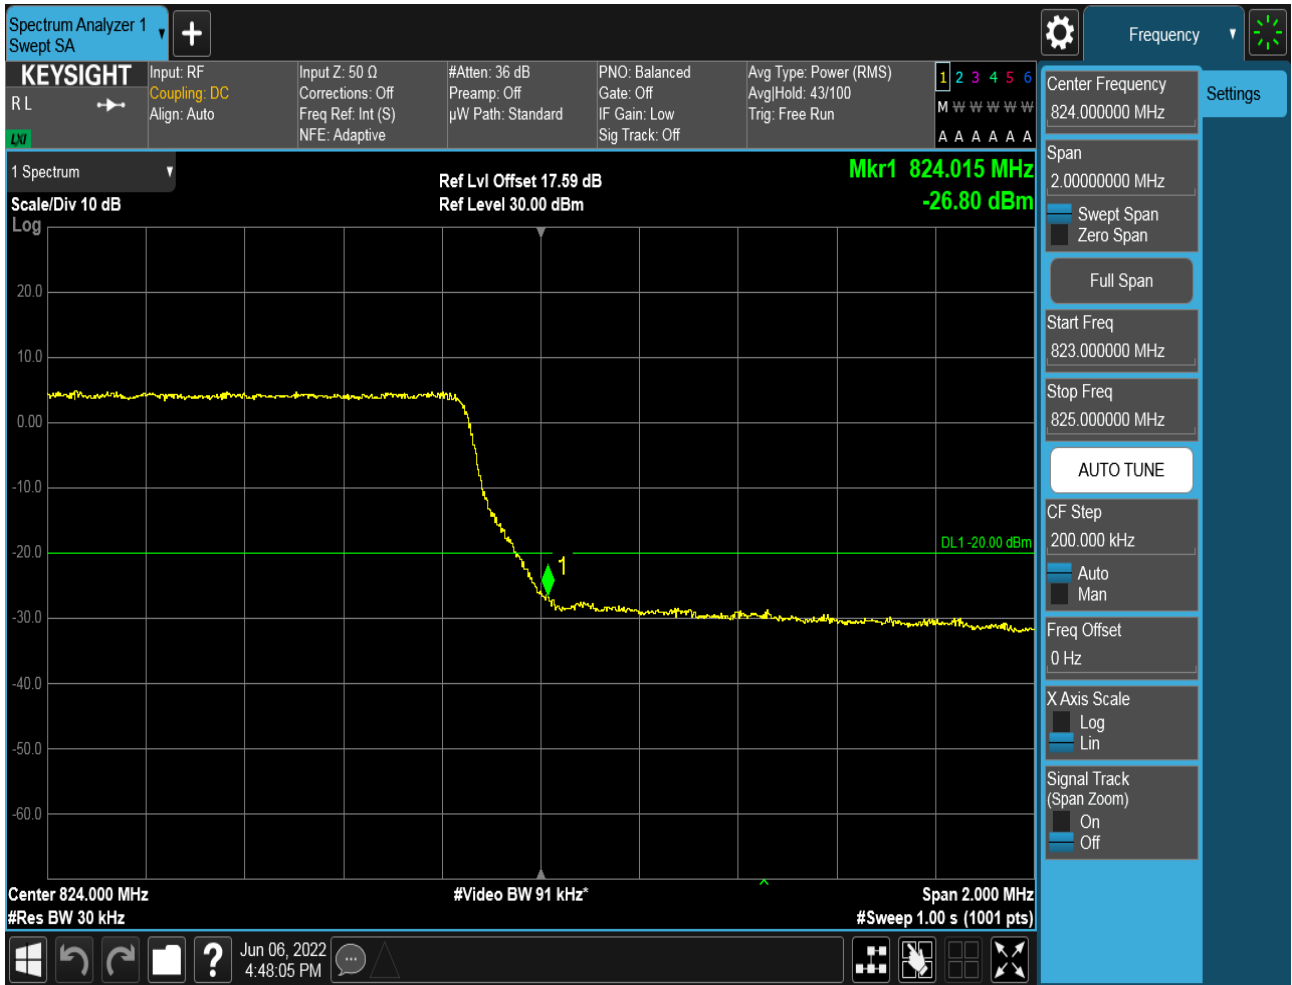 Spectrum Analyzer 1
Swept SA
Frequency
KEYSIGHT
R L
LXI
Input: RF
Coupling: DC
Align: Auto
Input Z: 50 Ω
Corrections: Off
Freq Ref: Int (S)
NFE: Adaptive
#Atten: 36 dB
Preamp: Off
µW Path: Standard
PNO: Balanced
Gate: Off
IF Gain: Low
Sig Track: Off
Avg Type: Power (RMS)
Avg|Hold: 43/100
Trig: Free Run
1 2 3 4 5 6
M W W W W W
A A A A A A
1 Spectrum
Scale/Div 10 dB
Log
Ref Lvl Offset 17.59 dB
Ref Level 30.00 dBm
Mkr1 824.015 MHz
-26.80 dBm
20.0
10.0
0.00
-10.0
-20.0
-30.0
-40.0
-50.0
-60.0
DL1 -20.00 dBm
1
Center 824.000 MHz
#Res BW 30 kHz
#Video BW 91 kHz*
Span 2.000 MHz
#Sweep 1.00 s (1001 pts)
Jun 06, 2022
4:48:05 PM
?
Settings
Center Frequency
824.000000 MHz
Span
2.00000000 MHz
Swept Span
Zero Span
Full Span
Start Freq
823.000000 MHz
Stop Freq
825.000000 MHz
AUTO TUNE
CF Step
200.000 kHz
Auto
Man
Freq Offset
0 Hz
X Axis Scale
Log
Lin
Signal Track
(Span Zoom)
On
Off